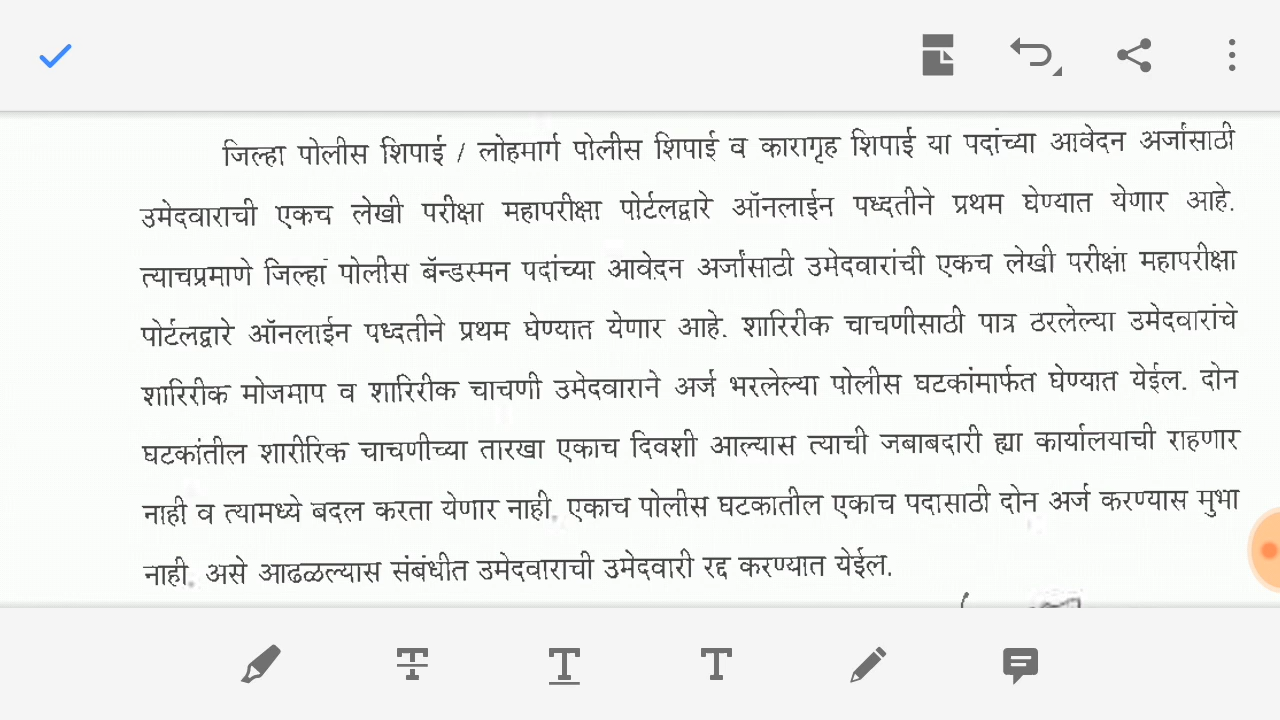 जिल्हा पोलीस शिपाई / लोहमार्ग पोलीस शिपाई व कारागृह शिपाई या पदांच्या आवेदन अर्जासाठी
उमेदवाराची एकच लेखी परीक्षा महापरीक्षा पोर्टलद्वारे ऑनलाईन पध्दतीने प्रथम घेण्यात येणार आहे.
त्याचप्रमाणे जिल्हां पोलीस बॅन्डस्मन पदांच्या आवेदन अर्जासाठी उमेदवारांची एकच लेखी परीक्षां महापरीक्षा
पोर्टलद्वारे ऑनलाईन पध्दतीने प्रथम घेण्यात येणार आहे. शारिरीक चाचणीसाठी पात्र ठरलेल्या उमेदवारांचे
शारिरीक मोजमाप व शारिरीक चाचणी उमेदवाराने अर्ज भरलेल्या पोलीस घटकांमार्फत घेण्यात येईल. दोन
घटकांतील शारीरिक चाचणीच्या तारखा एकाच दिवशी आल्यास त्याची जबाबदारी ह्या कार्यालयाची राहणार
नाही व त्यामध्ये बदल करता येणार नाही. एकाच पोलीस घटकातील एकाच पदासाठी दोन अर्ज करण्यास मुभा
नाही. असे आढळल्यास संबंधीत उमेदवाराची उमेदवारी रद्द करण्यात येईल.